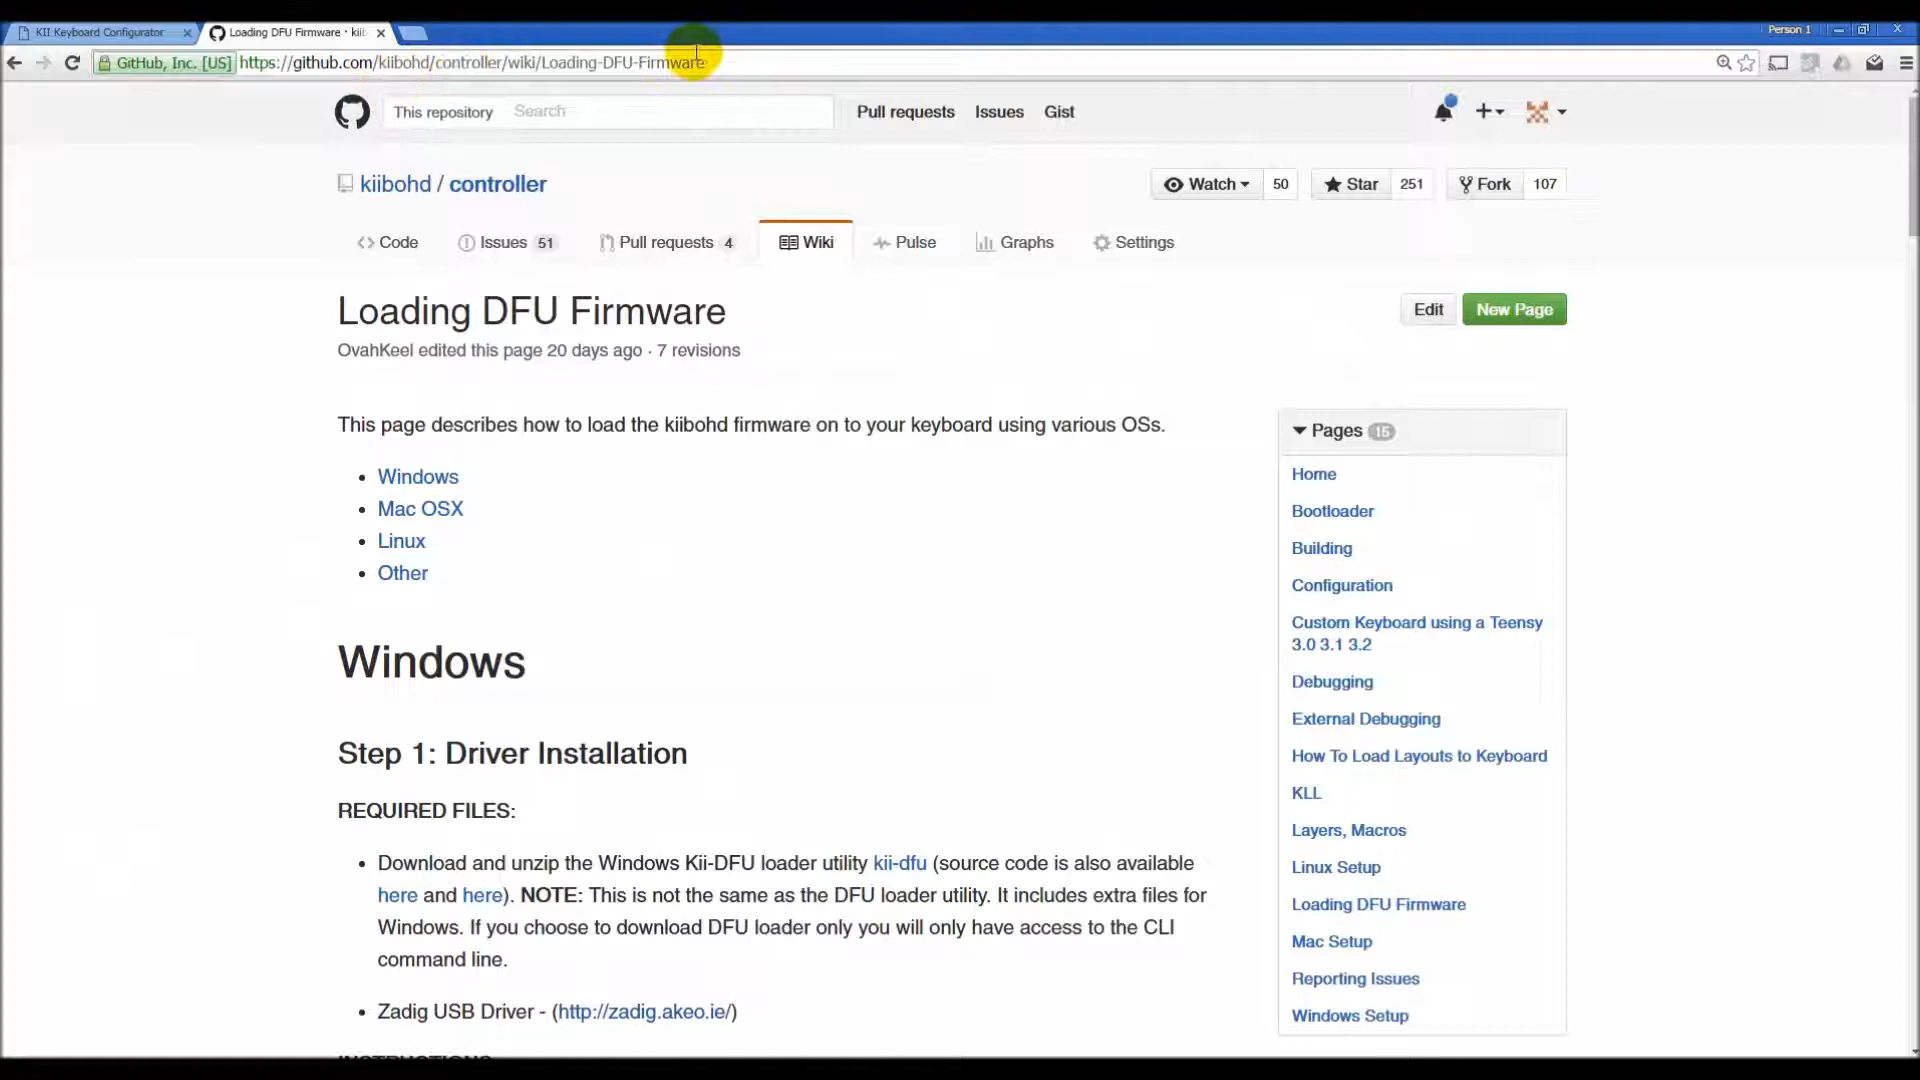 KII Keyboard Configurator
Loading DFU Firmware · kiib
Person 1
GitHub, Inc. [US] https://github.com/kiibohd/controller/wiki/Loading-DFU-Firmware
This repository Search Pull requests Issues Gist
kiibohd / controller
Watch 50 Star 251 Fork 107
Code Issues 51 Pull requests 4 Wiki Pulse Graphs Settings
Loading DFU Firmware
Edit New Page
OvahKeel edited this page 20 days ago · 7 revisions
This page describes how to load the kiibohd firmware on to your keyboard using various OSs.
• Windows
• Mac OSX
• Linux
• Other
Windows
Step 1: Driver Installation
REQUIRED FILES:
• Download and unzip the Windows Kii-DFU loader utility kii-dfu (source code is also available
here and here). NOTE: This is not the same as the DFU loader utility. It includes extra files for
Windows. If you choose to download DFU loader only you will only have access to the CLI
command line.
• Zadig USB Driver - (http://zadig.akeo.ie/)
INSTRUCTIONS
Pages 15
Home
Bootloader
Building
Configuration
Custom Keyboard using a Teensy
3.0 3.1 3.2
Debugging
External Debugging
How To Load Layouts to Keyboard
KLL
Layers, Macros
Linux Setup
Loading DFU Firmware
Mac Setup
Reporting Issues
Windows Setup